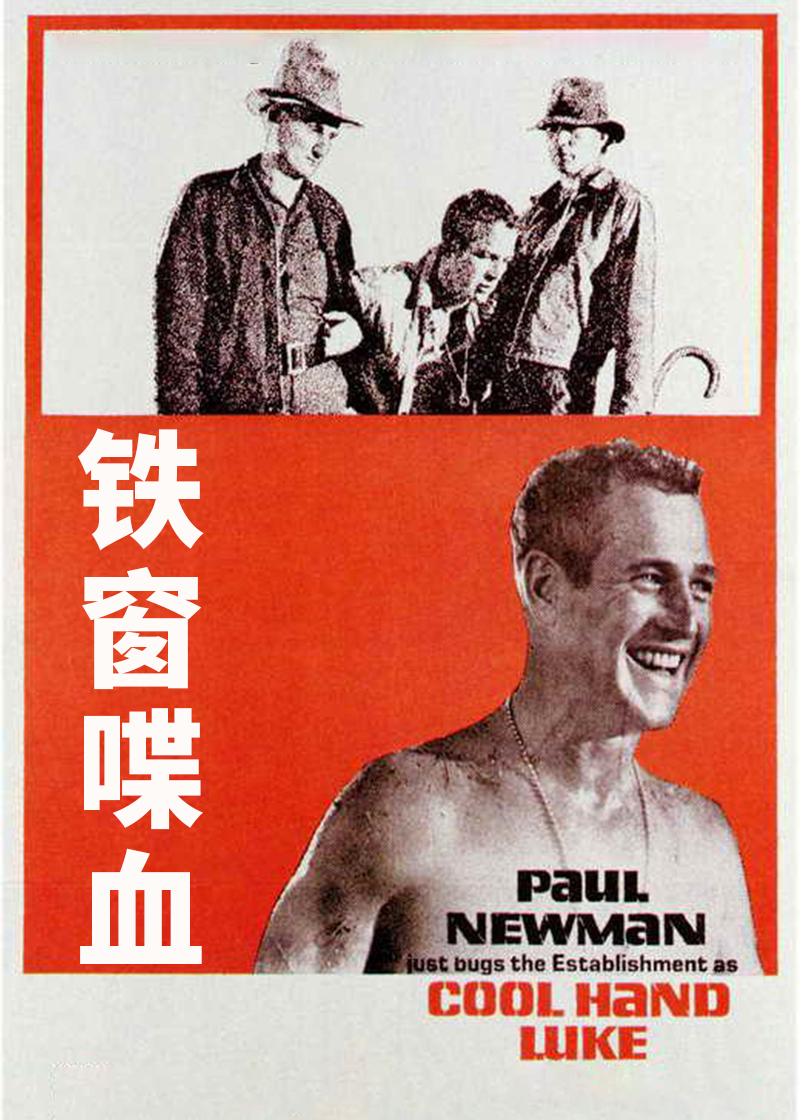 铁窗喋血
PaUL
NEWMaN
just bugs the Establishment as
COOL HaND
LUKE